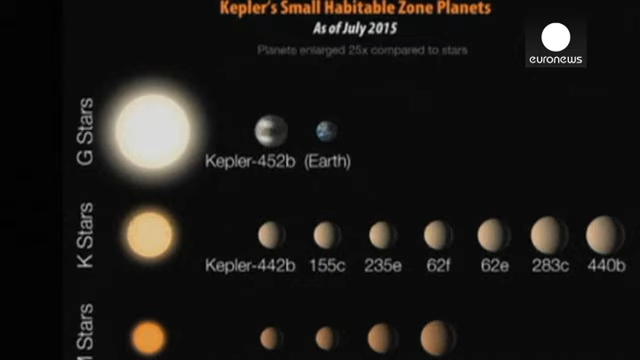 Kepler's Small Habitable Zone Planets
As of July 2015
Planets enlarged 25x compared to stars
euronews
G Stars
Kepler-452b (Earth)
K Stars
Kepler-442b 155c 235e 62f 62e 283c 440b
M Stars